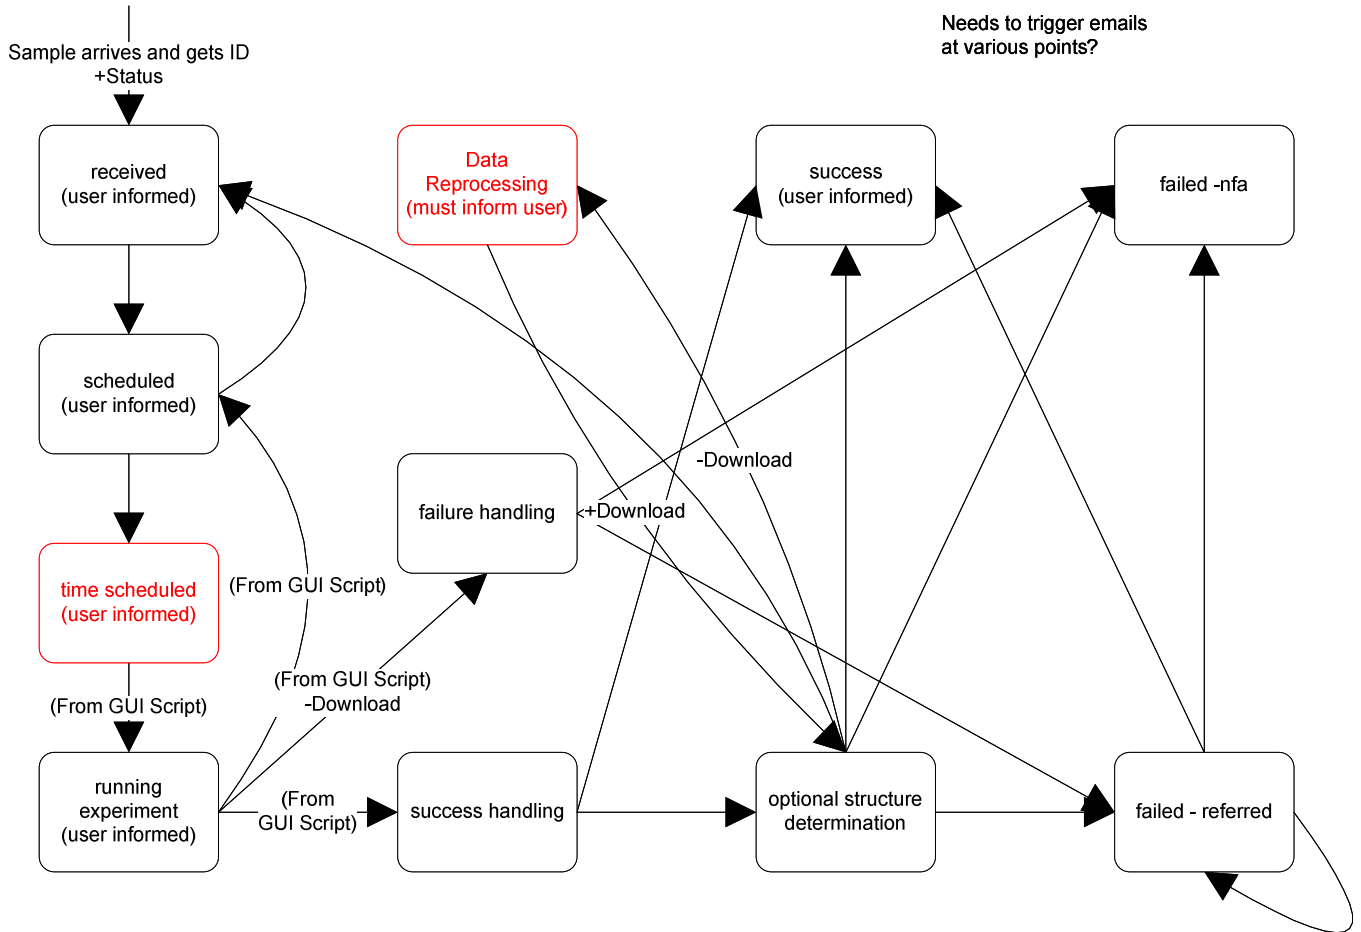 Needs to trigger emails
at various points?
Sample arrives and gets ID
+Status
received
(user informed)
Data
Reprocessing
(must inform user)
success
(user informed)
failed -nfa
scheduled
(user informed)
-Download
failure handling
+Download
time scheduled
(user informed)
(From GUI Script)
(From GUI Script)
-Download
(From GUI Script)
running
experiment
(user informed)
(From
GUI Script)
success handling
optional structure
determination
failed - referred